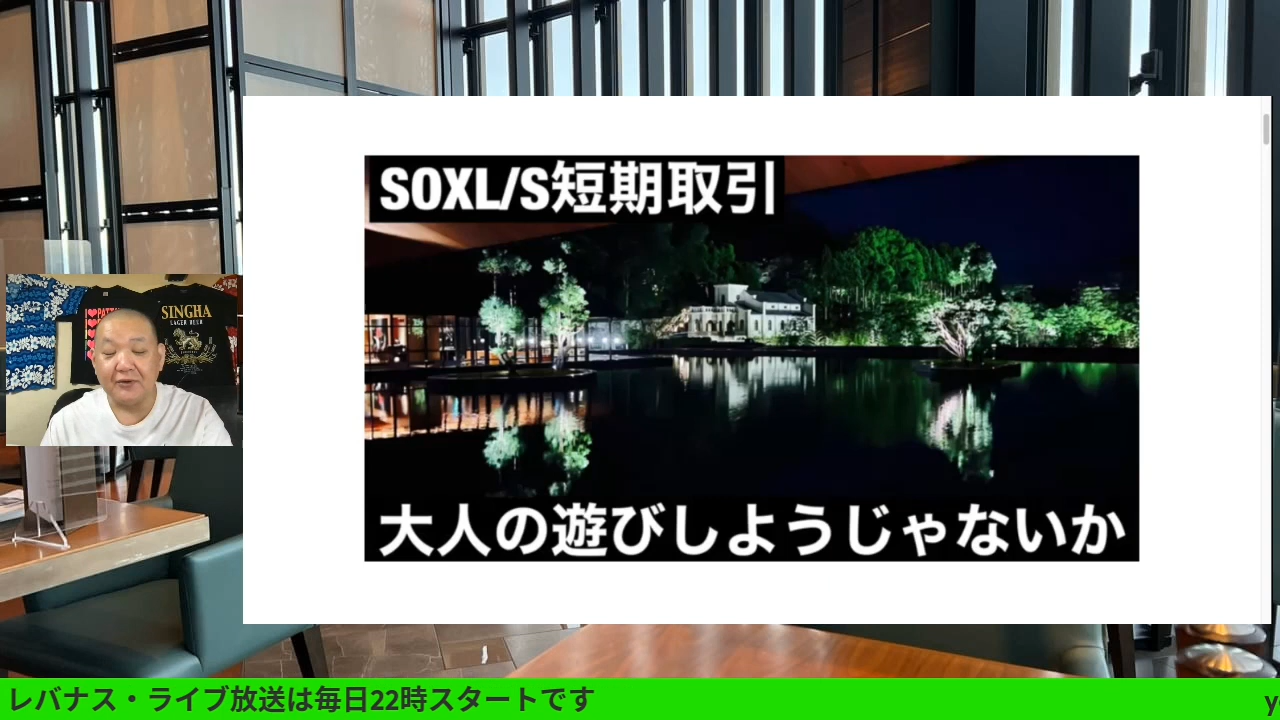 SOXL/S短期取引
SINGHA
LAGER BEER
大人の遊びしようじゃないか
レバナス・ライブ放送は毎日22時スタートです
y